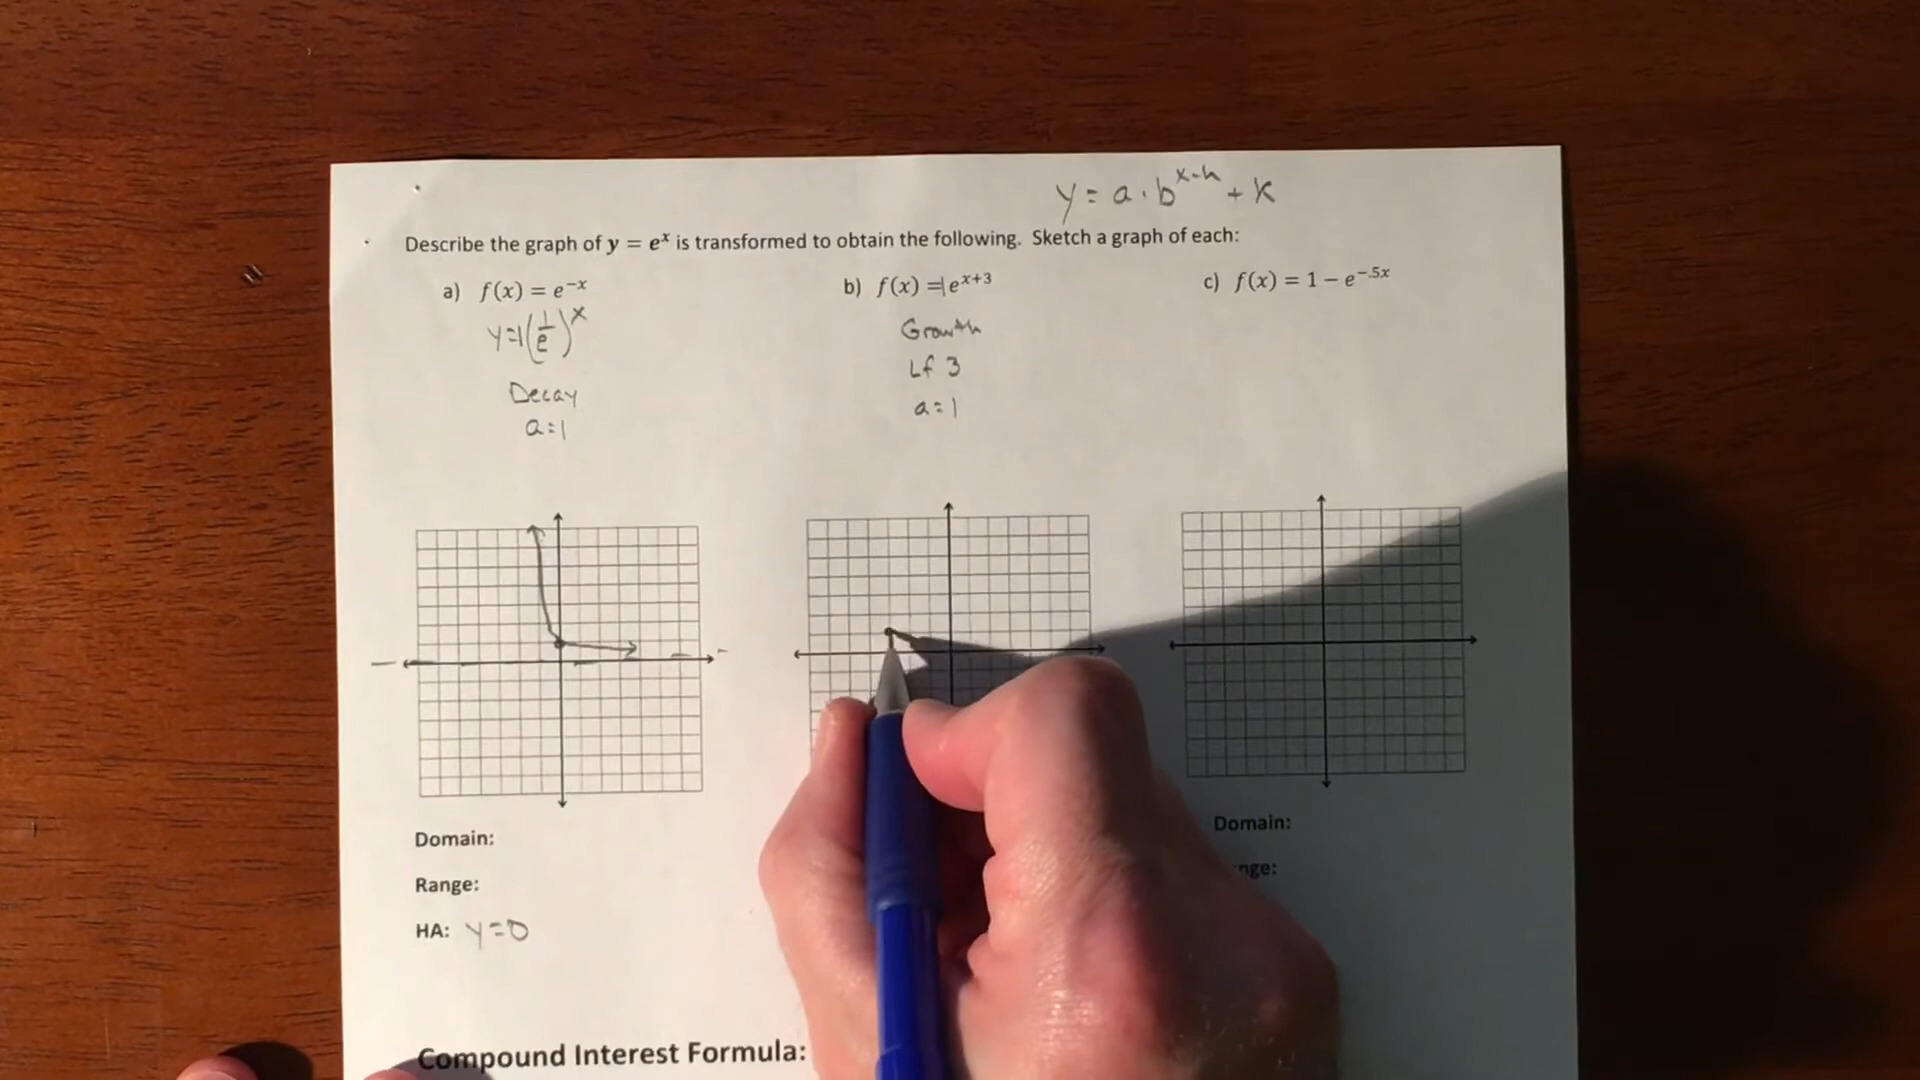 y = a · b^x-h + k
Describe the graph of y = e^x is transformed to obtain the following. Sketch a graph of each:
a) f(x) = e^−x
y=1(1/e)^x
Decay
a=1
b) f(x) =1e^x+3
Growth
Lf 3
a=1
c) f(x) = 1 − e^−.5x
Domain:
Range:
HA: y=0
Domain:
Compound Interest Formula: